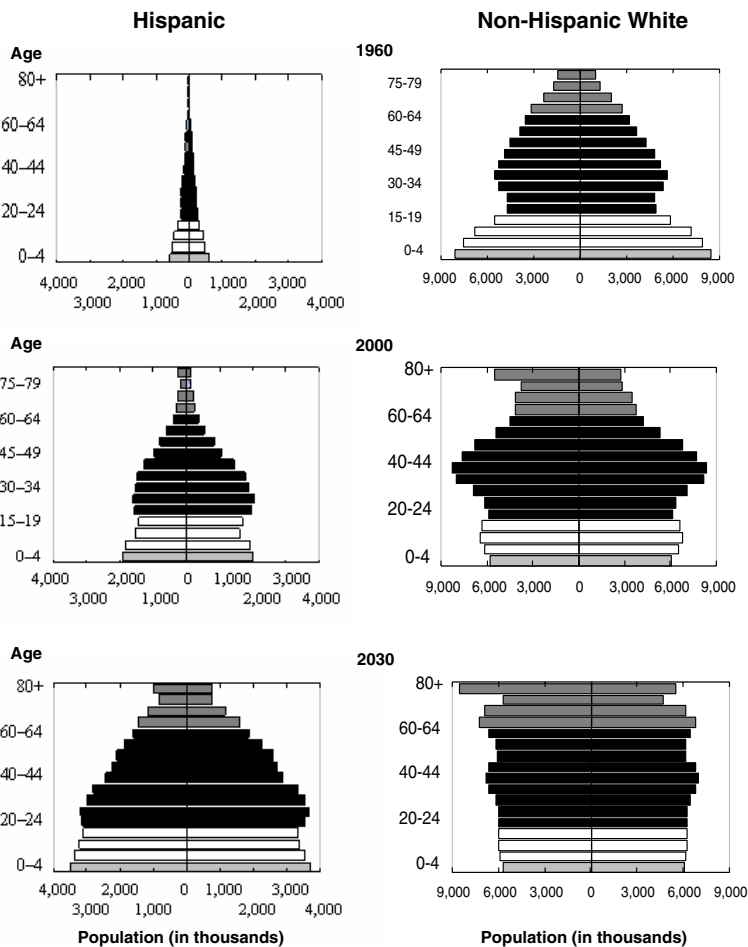 Hispanic
Non-Hispanic White
Age
1960
80+
60–64
40–44
20–24
0–4
4,000 2,000 0 1,000 3,000
3,000 1,000 2,000 4,000
75-79
60-64
45-49
30-34
15-19
0-4
9,000 6,000 3,000 0 3,000 6,000 9,000
Age
2000
75–79
60–64
45–49
30–34
15–19
0–4
4,000 2,000 0 1,000 3,000
3,000 1,000 2,000 4,000
80+
60-64
40-44
20-24
0-4
9,000 6,000 3,000 0 3,000 6,000 9,000
Age
2030
80+
60–64
40–44
20–24
0–4
4,000 2,000 0 1,000 3,000
3,000 1,000 2,000 4,000
Population (in thousands)
80+
60-64
40-44
20-24
0-4
9,000 6,000 3,000 0 3,000 6,000 9,000
Population (in thousands)